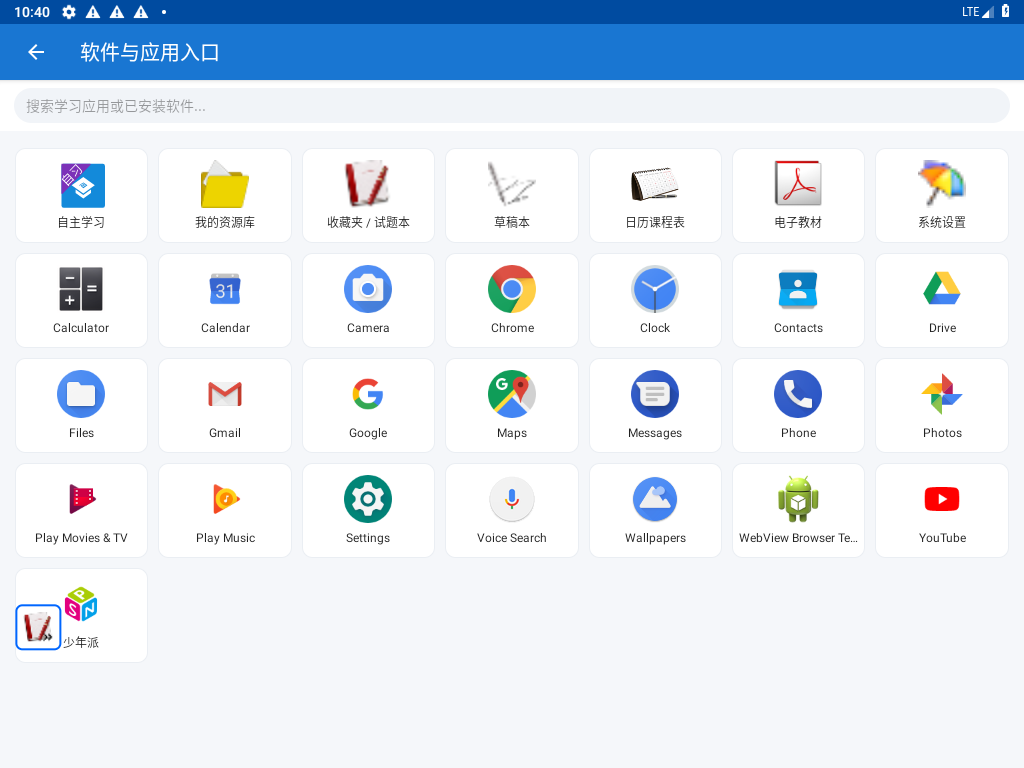 10:40
LTE
软件与应用入口
搜索学习应用或已安装软件...
自习
自主学习
我的资源库
收藏夹 / 试题本
草稿本
日历课程表
电子教材
系统设置
31
Calculator
Calendar
Camera
Chrome
Clock
Contacts
Drive
Files
Gmail
Google
Maps
Messages
Phone
Photos
Play Movies & TV
Play Music
Settings
Voice Search
Wallpapers
WebView Browser Te...
YouTube
少年派